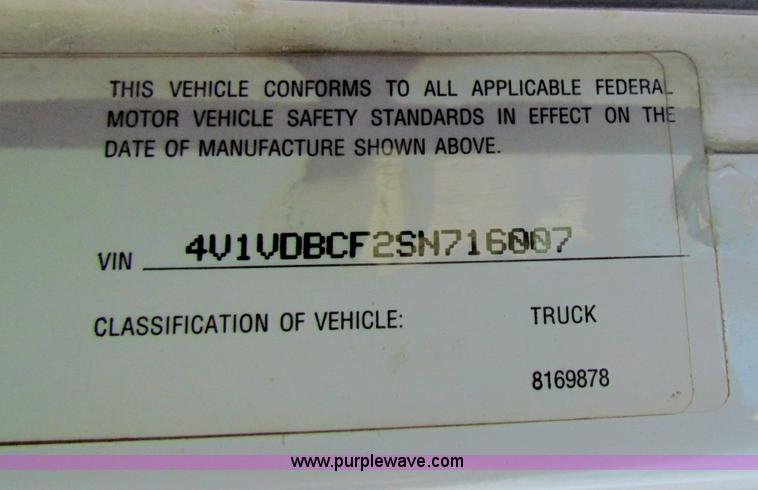 THIS VEHICLE CONFORMS TO ALL APPLICABLE FEDERAL
MOTOR VEHICLE SAFETY STANDARDS IN EFFECT ON THE
DATE OF MANUFACTURE SHOWN ABOVE.
VIN 4V1VDBCF2SN716007
CLASSIFICATION OF VEHICLE: TRUCK
8169878
www.purplewave.com